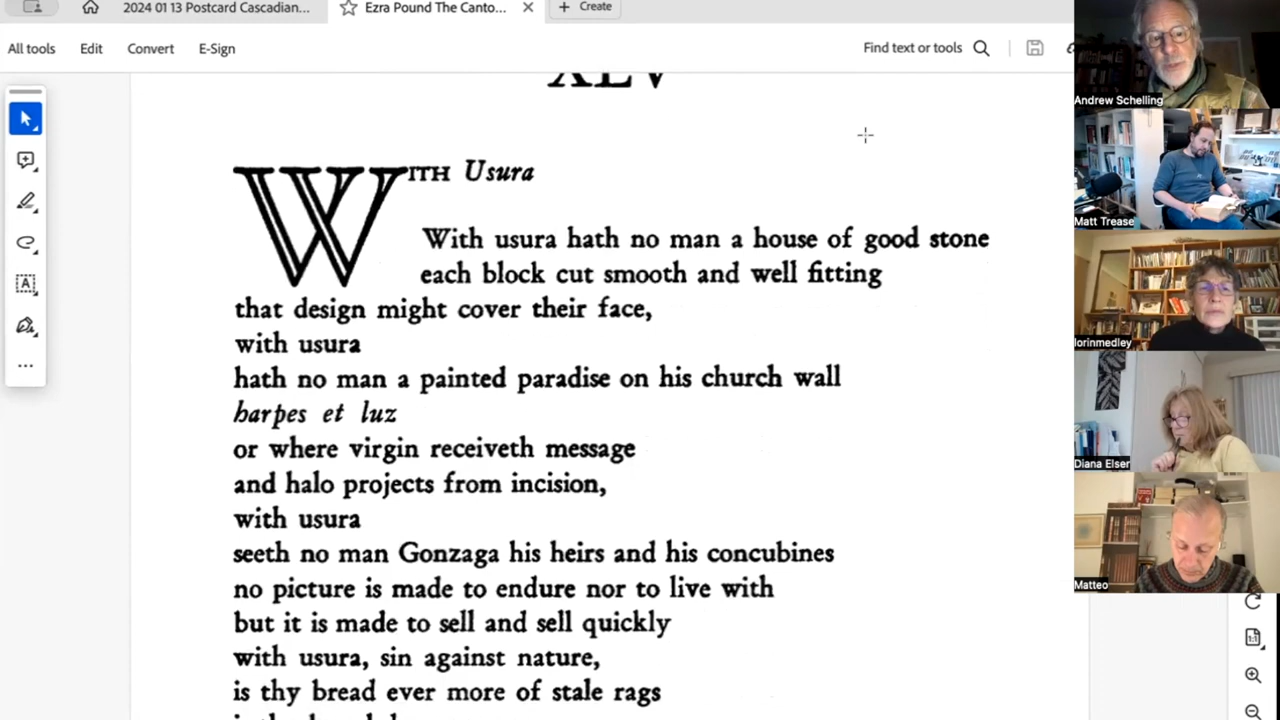 2024 01 13 Postcard Cascadian...
Ezra Pound The Canto...
+ Create
All tools
Edit
Convert
E-Sign
Find text or tools
XLV
WITH Usura
With usura hath no man a house of good stone
each block cut smooth and well fitting
that design might cover their face,
with usura
hath no man a painted paradise on his church wall
harpes et luz
or where virgin receiveth message
and halo projects from incision,
with usura
seeth no man Gonzaga his heirs and his concubines
no picture is made to endure nor to live with
but it is made to sell and sell quickly
with usura, sin against nature,
is thy bread ever more of stale rags
Andrew Schelling
Matt Trease
lorinmedley
Diana Elser
Matteo